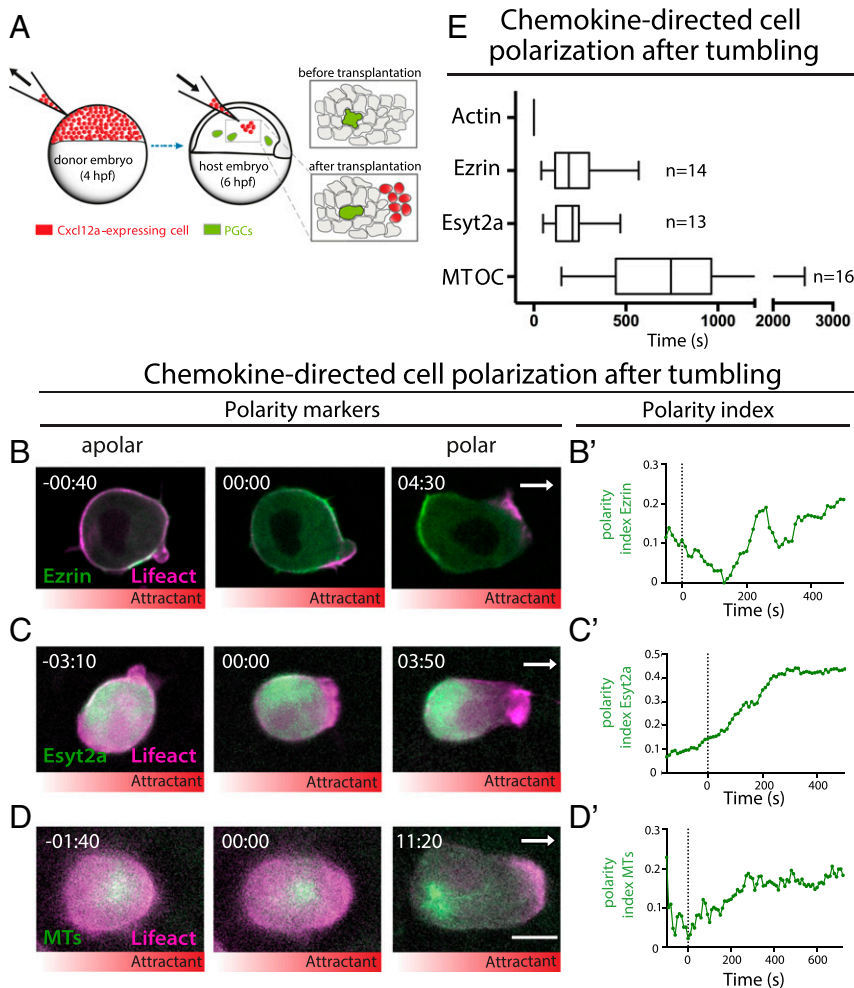 A
before transplantation
donor embryo
(4 hpf)
host embryo
(6 hpf)
after transplantation
Cxcl12a-expressing cell
PGCs
E
Chemokine-directed cell
polarization after tumbling
Actin
Ezrin
n=14
Esyt2a
n=13
MTOC
n=16
0 500 1000 2000 3000
Time (s)
Chemokine-directed cell polarization after tumbling
Polarity markers
Polarity index
apolar
polar
B
-00:40
Ezrin
Lifeact
Attractant
00:00
Attractant
04:30
Attractant
B'
polarity
index Ezrin
0.3
0.2
0.1
0
0 200 400
Time (s)
C
-03:10
Esyt2a
Lifeact
Attractant
00:00
Attractant
03:50
Attractant
C'
polarity
index Esyt2a
0.5
0.4
0.3
0.2
0.1
0
0 200 400
Time (s)
D
-01:40
MTs
Lifeact
Attractant
00:00
Attractant
11:20
Attractant
D'
polarity
index MTs
0.3
0.2
0.1
0
0 200 400 600
Time (s)